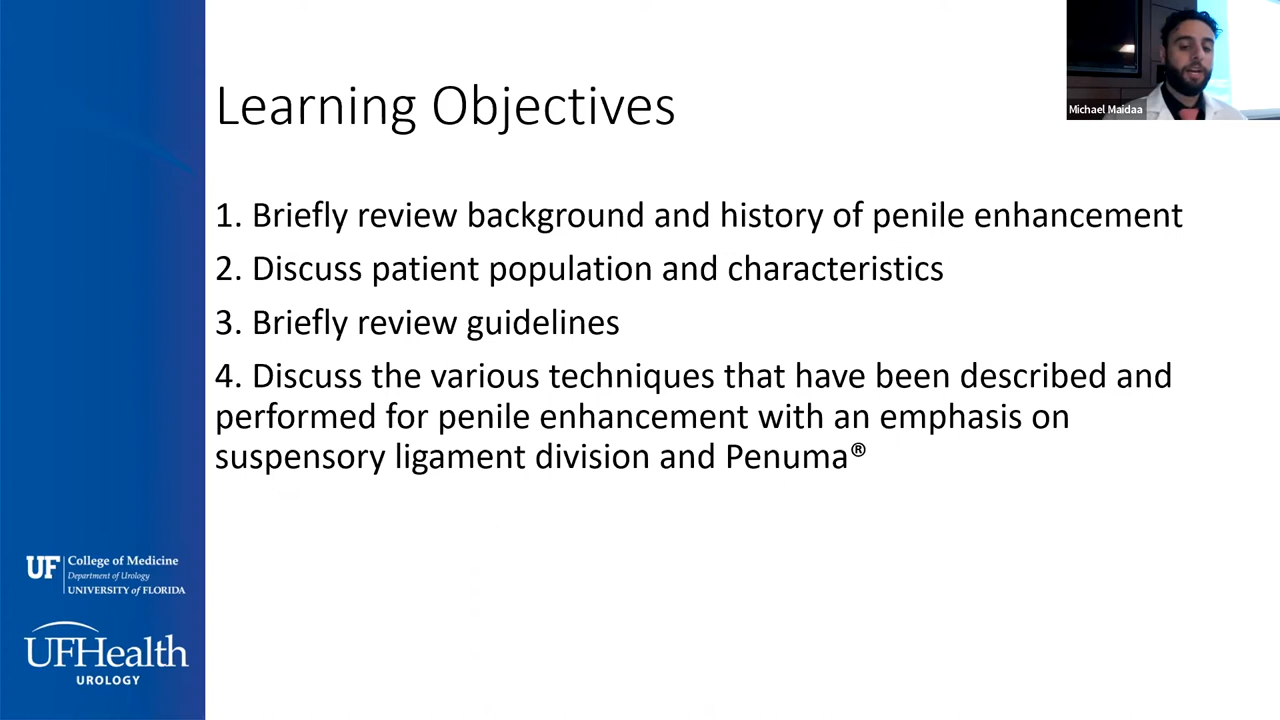 Learning Objectives
Michael Maidaa
1. Briefly review background and history of penile enhancement
2. Discuss patient population and characteristics
3. Briefly review guidelines
4. Discuss the various techniques that have been described and
performed for penile enhancement with an emphasis on
suspensory ligament division and Penuma®
UF
College of Medicine
Department of Urology
UNIVERSITY of FLORIDA
UFHealth
UROLOGY